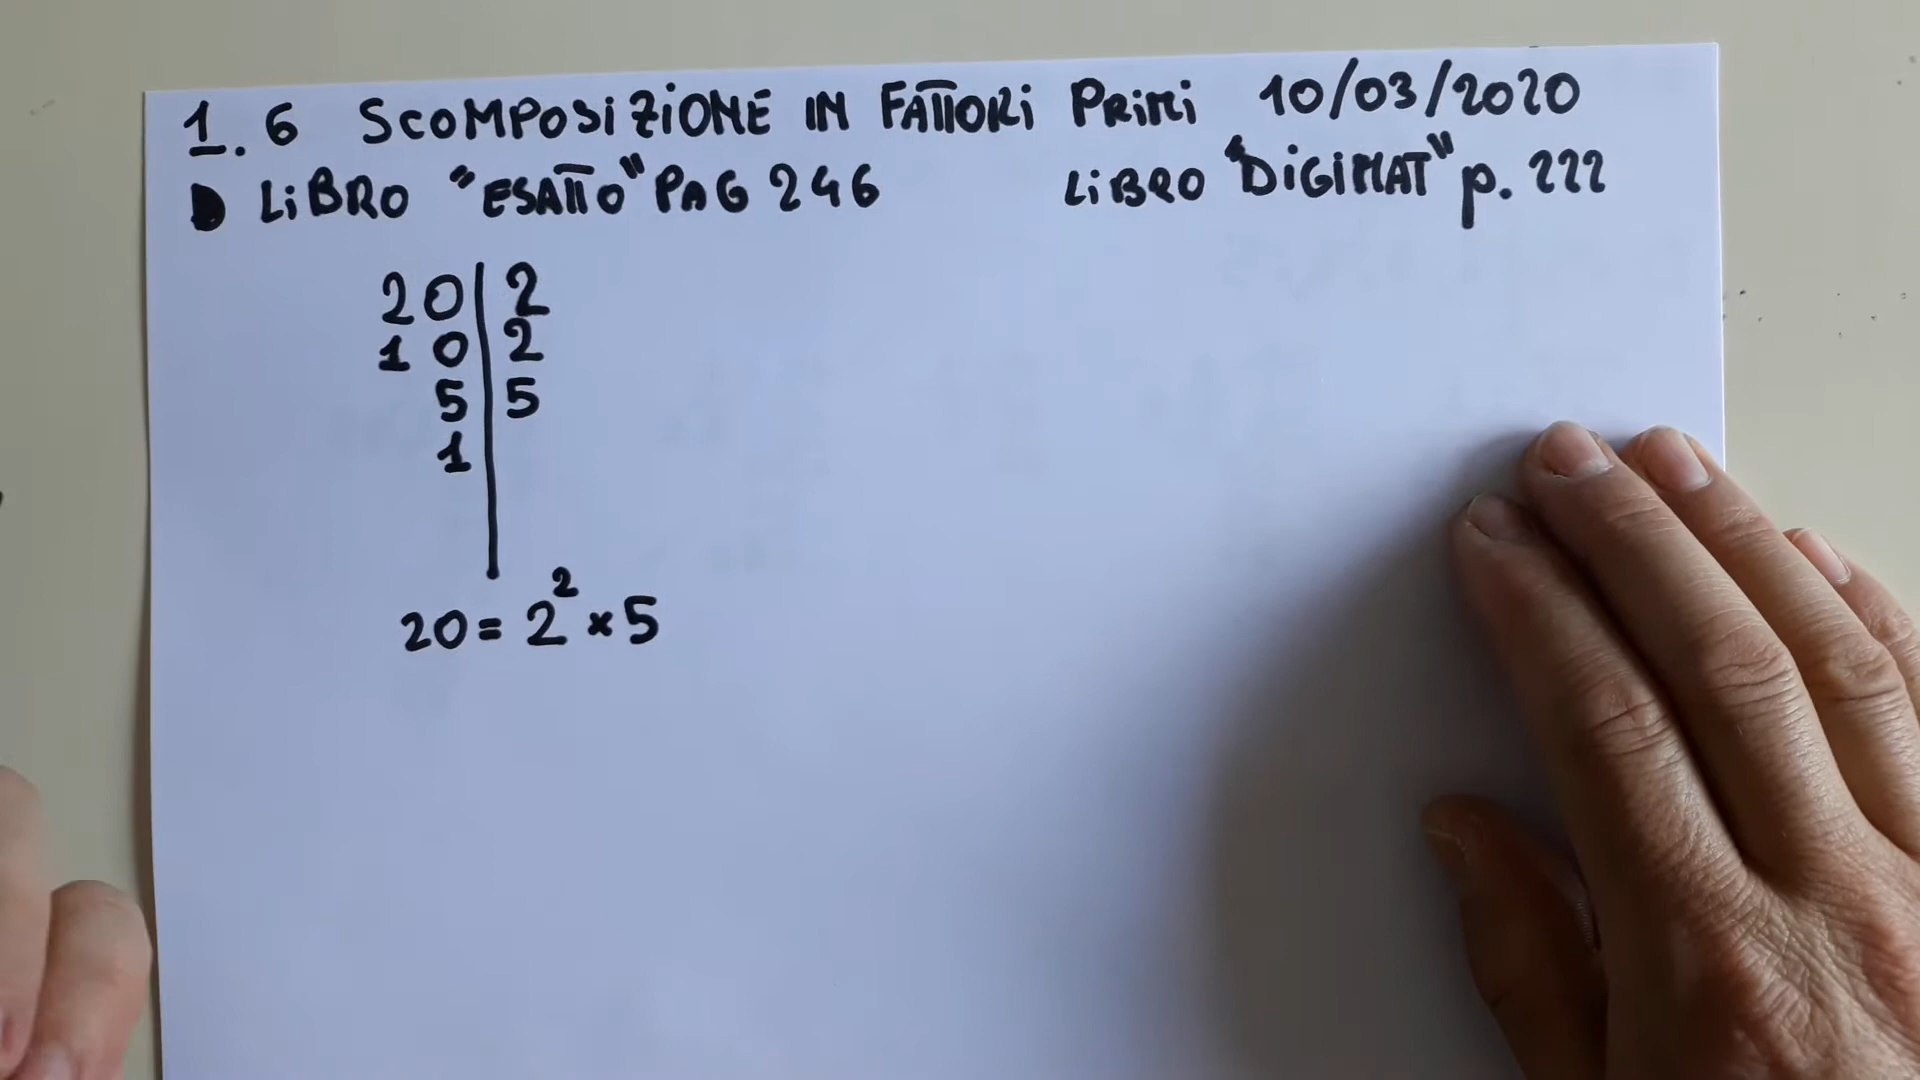 1.6 SCOMPOSIZIONE IN FATTORI PRIMI 10/03/2020
LIBRO "ESATTO" PAG 246 LIBRO "DIGIMAT" p. 222
20 | 2
10 | 2
5 | 5
1 |
20 = 2² × 5